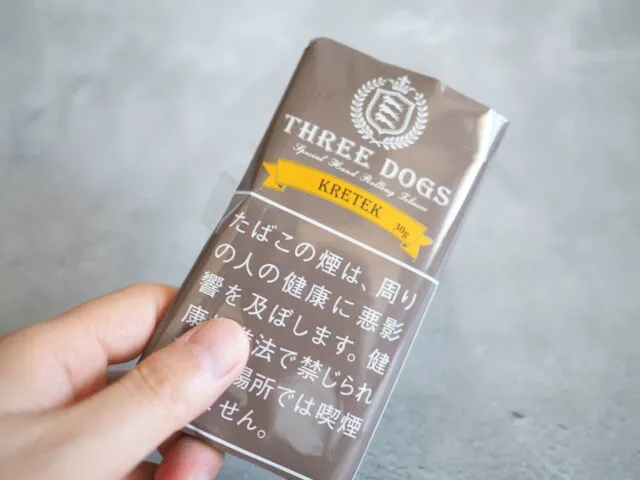 THREE DOGS
Special Hand Rolling Tobacco
KRETEK
30g
たばこの煙は、周り
の人の健康に悪影
響を及ぼします。健
康 法で禁じられ
場所では喫煙
せん。